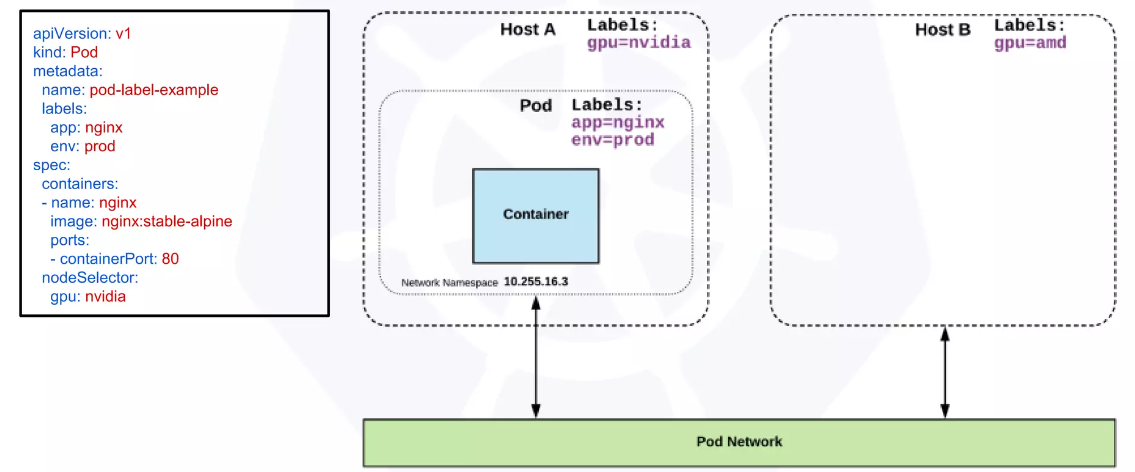 apiVersion: v1
kind: Pod
metadata:
name: pod-label-example
labels:
app: nginx
env: prod
spec:
containers:
- name: nginx
image: nginx:stable-alpine
ports:
- containerPort: 80
nodeSelector:
gpu: nvidia
Host A
Labels:
gpu=nvidia
Pod
Labels:
app=nginx
env=prod
Container
Network Namespace 10.255.16.3
Host B
Labels:
gpu=amd
Pod Network